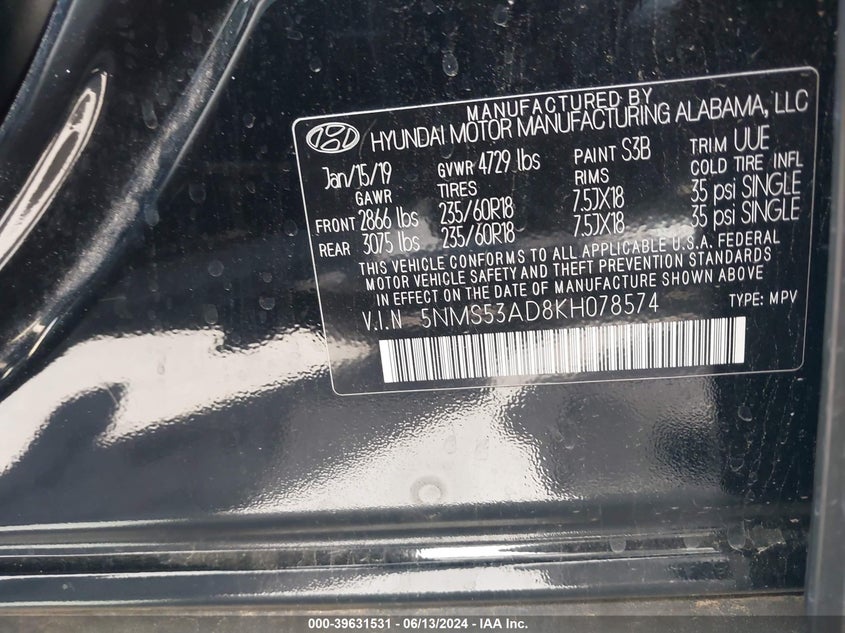 MANUFACTURED BY
HYUNDAI MOTOR MANUFACTURING ALABAMA, LLC
Jan/15/19 GVWR 4729 lbs PAINT S3B TRIM UUE
GAWR TIRES RIMS COLD TIRE INFL
FRONT 2866 lbs 235/60R18 7.5JX18 35 psi SINGLE
REAR 3075 lbs 235/60R18 7.5JX18 35 psi SINGLE
THIS VEHICLE CONFORMS TO ALL APPLICABLE U.S.A. FEDERAL
MOTOR VEHICLE SAFETY AND THEFT PREVENTION STANDARDS
IN EFFECT ON THE DATE OF MANUFACTURE SHOWN ABOVE
V.I.N 5NMS53AD8KH078574 TYPE: MPV
000-39631531 - 06/13/2024 - IAA Inc.